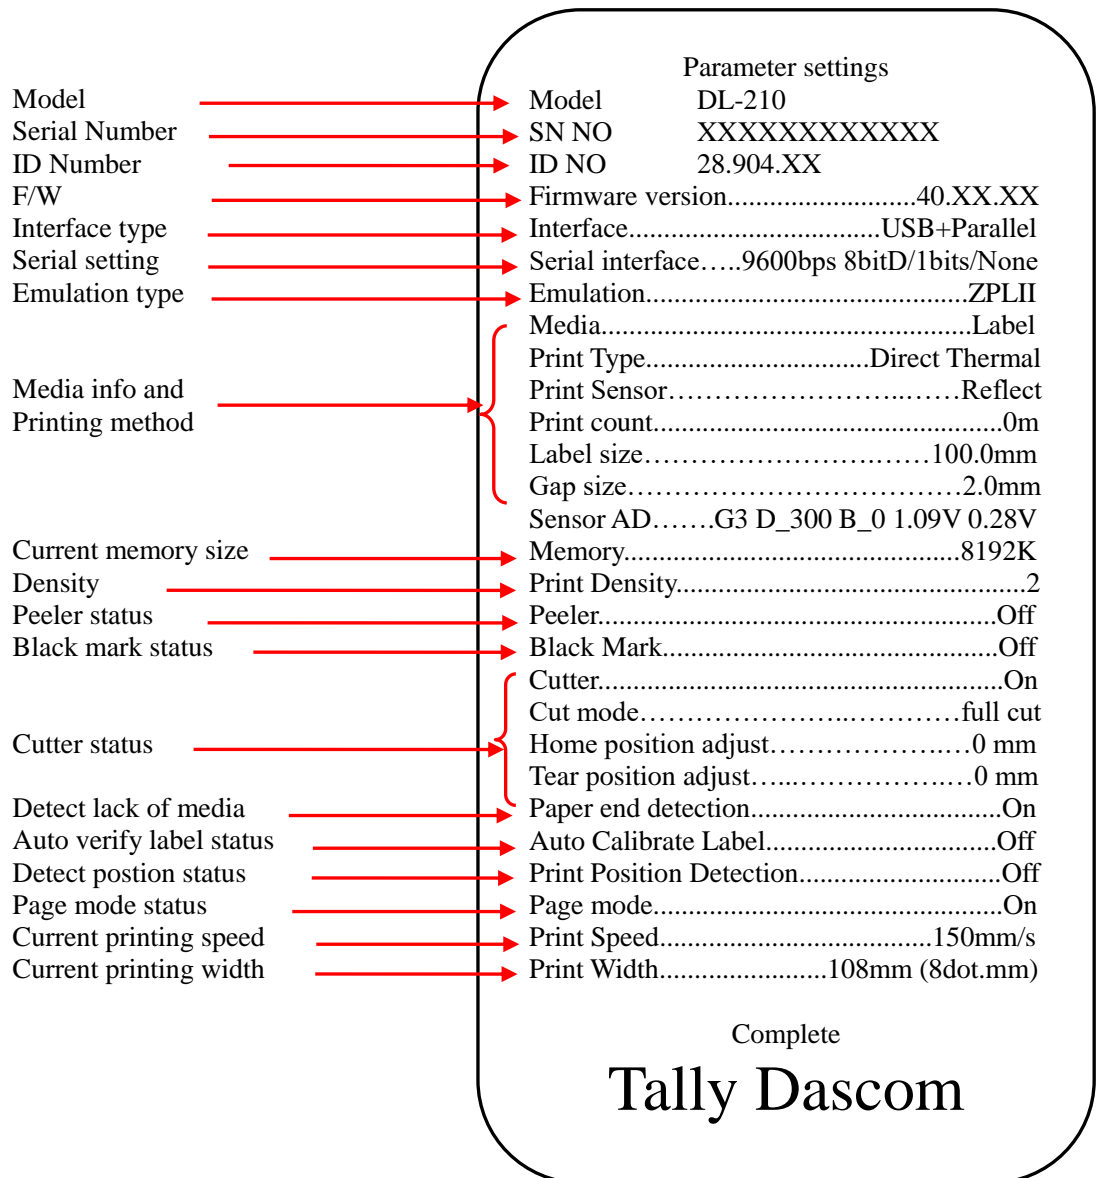 Parameter settings
Model Model DL-210
Serial Number SN NO XXXXXXXXXXXX
ID Number ID NO 28.904.XX
F/W Firmware version............................40.XX.XX
Interface type Interface.....................................USB+Parallel
Serial setting Serial interface…..9600bps 8bitD/1bits/None
Emulation type Emulation................................................ZPLII
Media.......................................................Label
Print Type.................................Direct Thermal
Media info and Print Sensor…………………..……Reflect
Printing method Print count....................................................0m
Label size………………….……100.0mm
Gap size……………………………2.0mm
Sensor AD…….G3 D_300 B_0 1.09V 0.28V
Current memory size Memory..................................................8192K
Density Print Density....................................................2
Peeler status Peeler...........................................................Off
Black mark status Black Mark..................................................Off
Cutter............................................................On
Cut mode…………………..…………full cut
Cutter status Home position adjust…………………0 mm
Tear position adjust…..………………0 mm
Detect lack of media Paper end detection.....................................On
Auto verify label status Auto Calibrate Label..................................Off
Detect postion status Print Position Detection..............................Off
Page mode status Page mode....................................................On
Current printing speed Print Speed........................................150mm/s
Current printing width Print Width.........................108mm (8dot.mm)
Complete
Tally Dascom